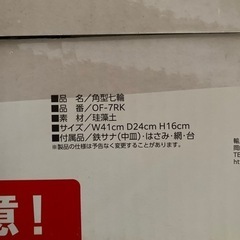 ■品　名／角型七輪
■品　番／OF-7RK
■素　材／珪藻土
■サイズ／W41cm D24cm H16cm
■付属品／鉄サナ(中皿)・はさみ・網・台
※製品の仕様は予告なく変更することがあります。
意！